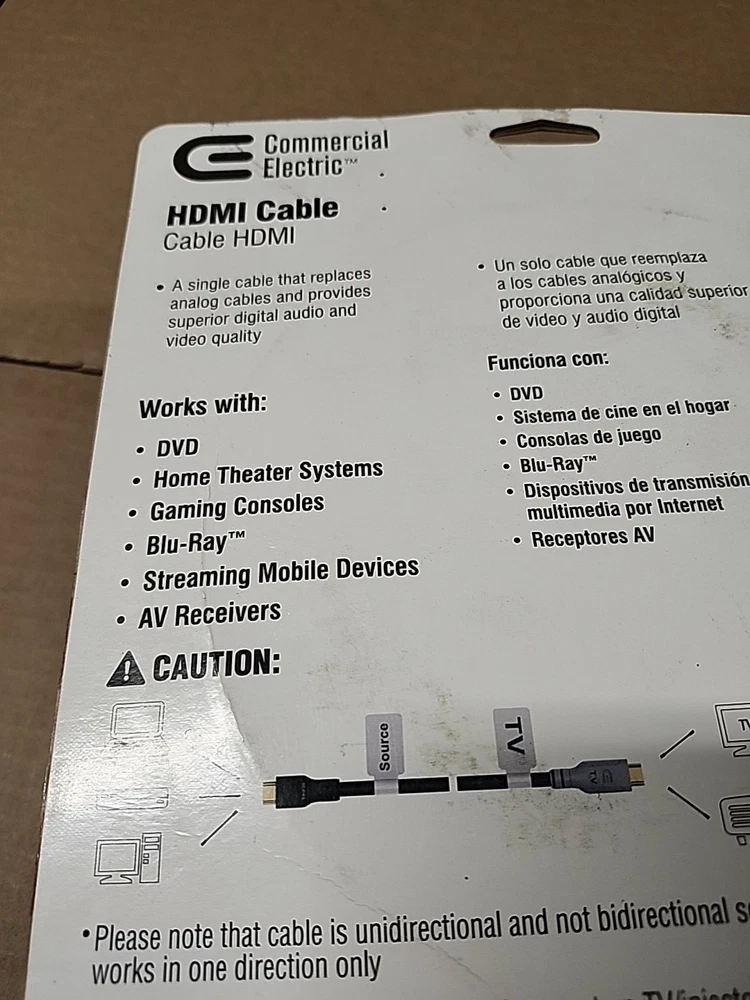 Commercial
Electric™
HDMI Cable
Cable HDMI
• A single cable that replaces
analog cables and provides
superior digital audio and
video quality
Works with:
• DVD
• Home Theater Systems
• Gaming Consoles
• Blu-Ray™
• Streaming Mobile Devices
• AV Receivers
• Un solo cable que reemplaza
a los cables analógicos y
proporciona una calidad superior
de video y audio digital
Funciona con:
• DVD
• Sistema de cine en el hogar
• Consolas de juego
• Blu-Ray™
• Dispositivos de transmisión
multimedia por Internet
• Receptores AV
CAUTION:
Source
TV
TV
•Please note that cable is unidirectional and not bidirectional
works in one direction only